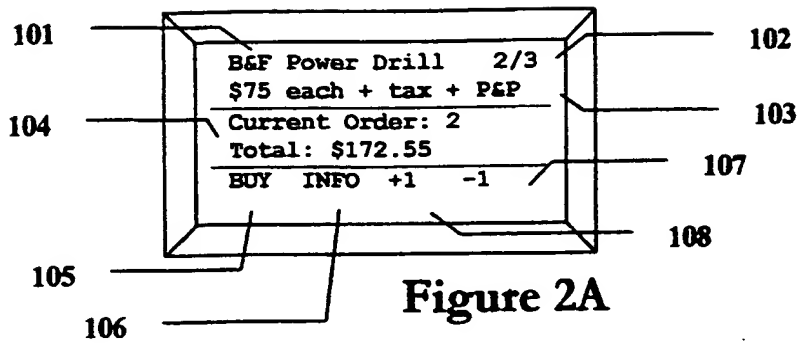 101
102
B&F Power Drill 2/3
$75 each + tax + P&P
103
104
Current Order: 2
Total: $172.55
107
BUY INFO +1 -1
108
105
Figure 2A
106